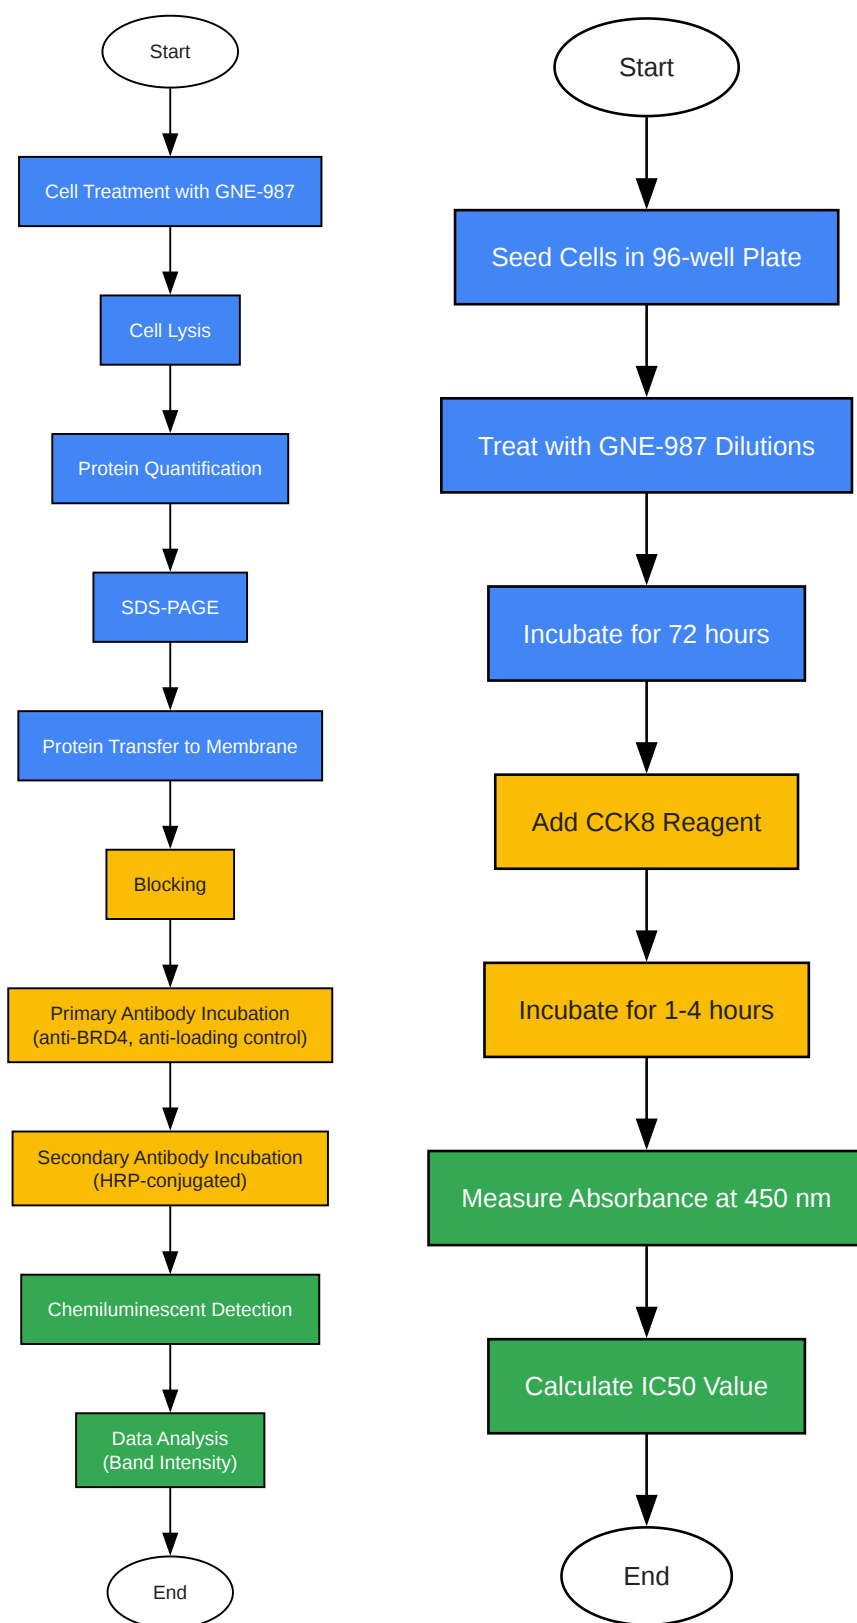 Start
Cell Treatment with GNE-987
Cell Lysis
Protein Quantification
SDS-PAGE
Protein Transfer to Membrane
Blocking
Primary Antibody Incubation
(anti-BRD4, anti-loading control)
Secondary Antibody Incubation
(HRP-conjugated)
Chemiluminescent Detection
Data Analysis
(Band Intensity)
End
Start
Seed Cells in 96-well Plate
Treat with GNE-987 Dilutions
Incubate for 72 hours
Add CCK8 Reagent
Incubate for 1-4 hours
Measure Absorbance at 450 nm
Calculate IC50 Value
End